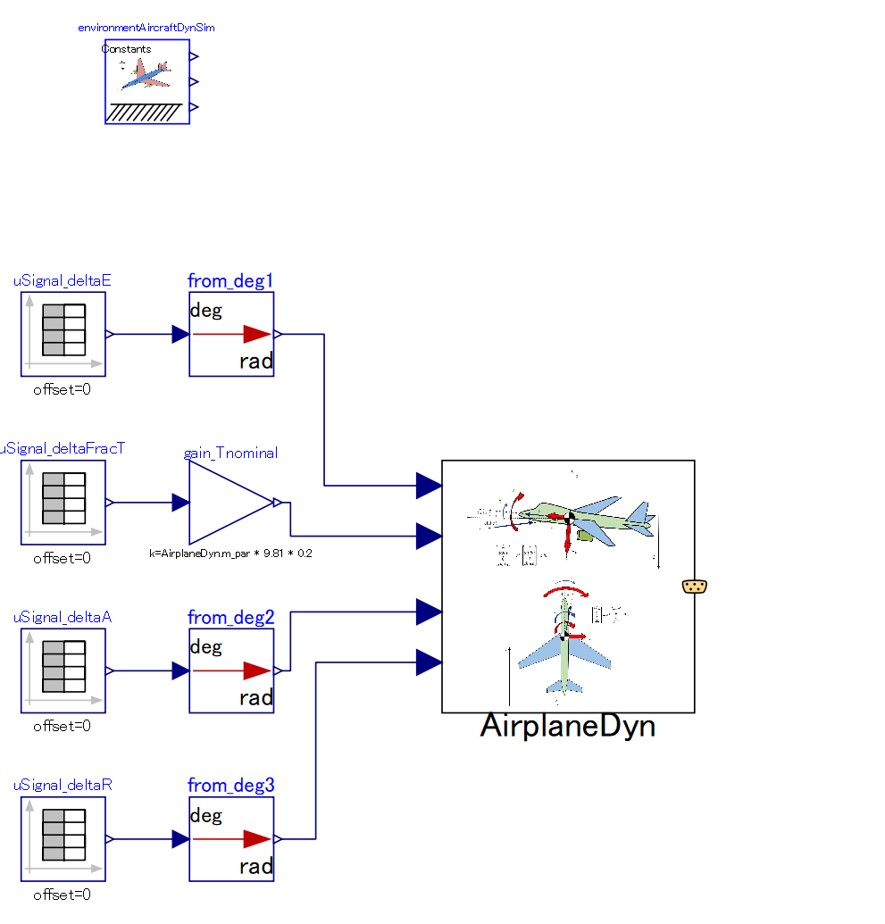 environmentAircraftDynSim
Constants
uSignal_deltaE
from_deg1
deg
rad
offset=0
uSignal_deltaFracT
gain_Tnominal
offset=0
k=AirplaneDyn.m_par * 9.81 * 0.2
uSignal_deltaA
from_deg2
deg
rad
offset=0
AirplaneDyn
uSignal_deltaR
from_deg3
deg
rad
offset=0